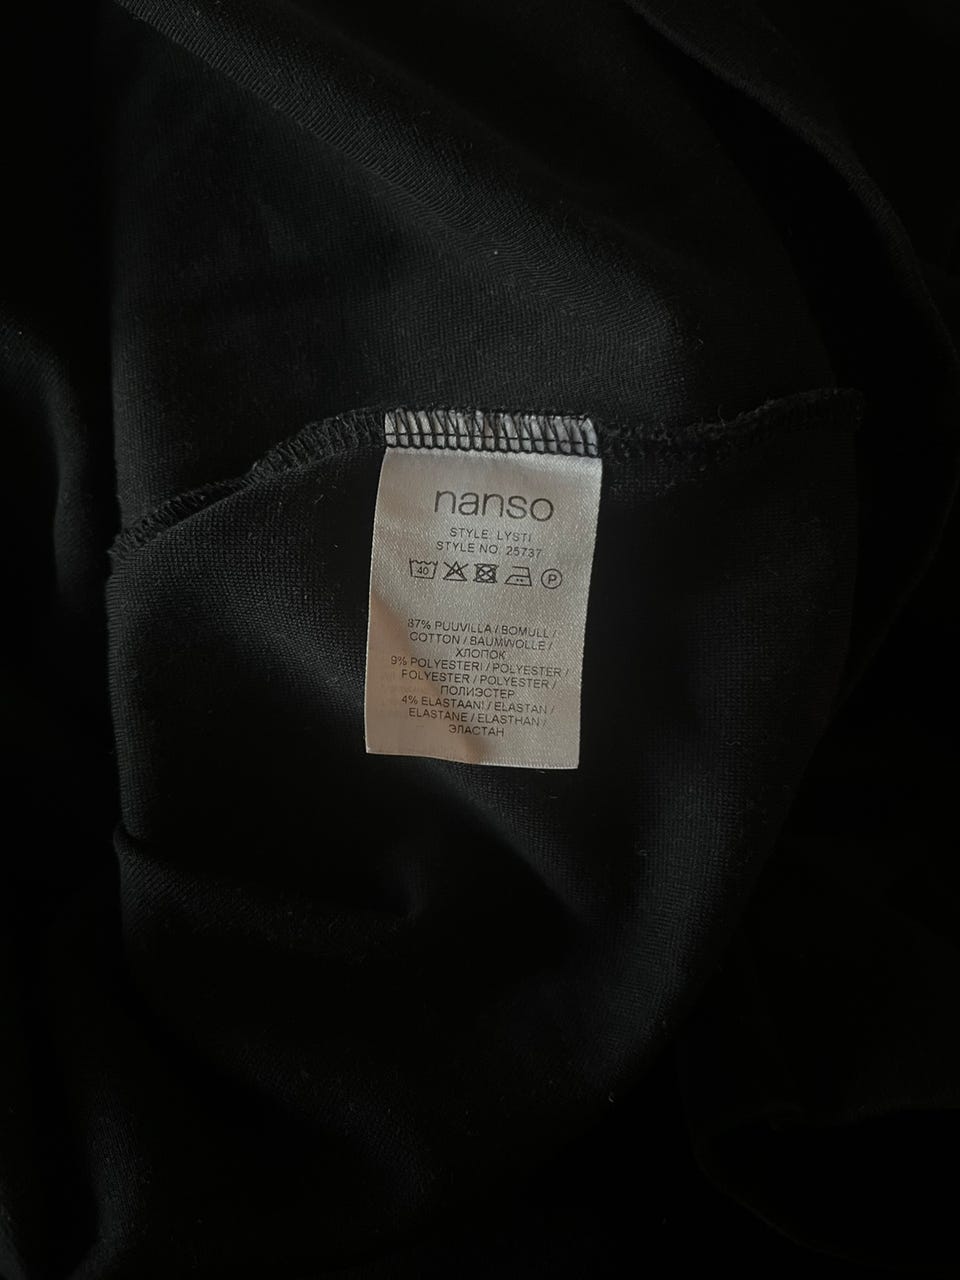 nanso
STYLE: LYSTI
STYLE NO: 25737
40 P
87% PUUVILLA / BOMULL /
COTTON / BAUMWOLLE /
ХЛОПОК
9% POLYESTERI / POLYESTER /
POLYESTER / POLYESTER /
ПОЛИЭСТЕР
4% ELASTAANI / ELASTAN /
ELASTANE / ELASTHAN /
ЭЛАСТАН